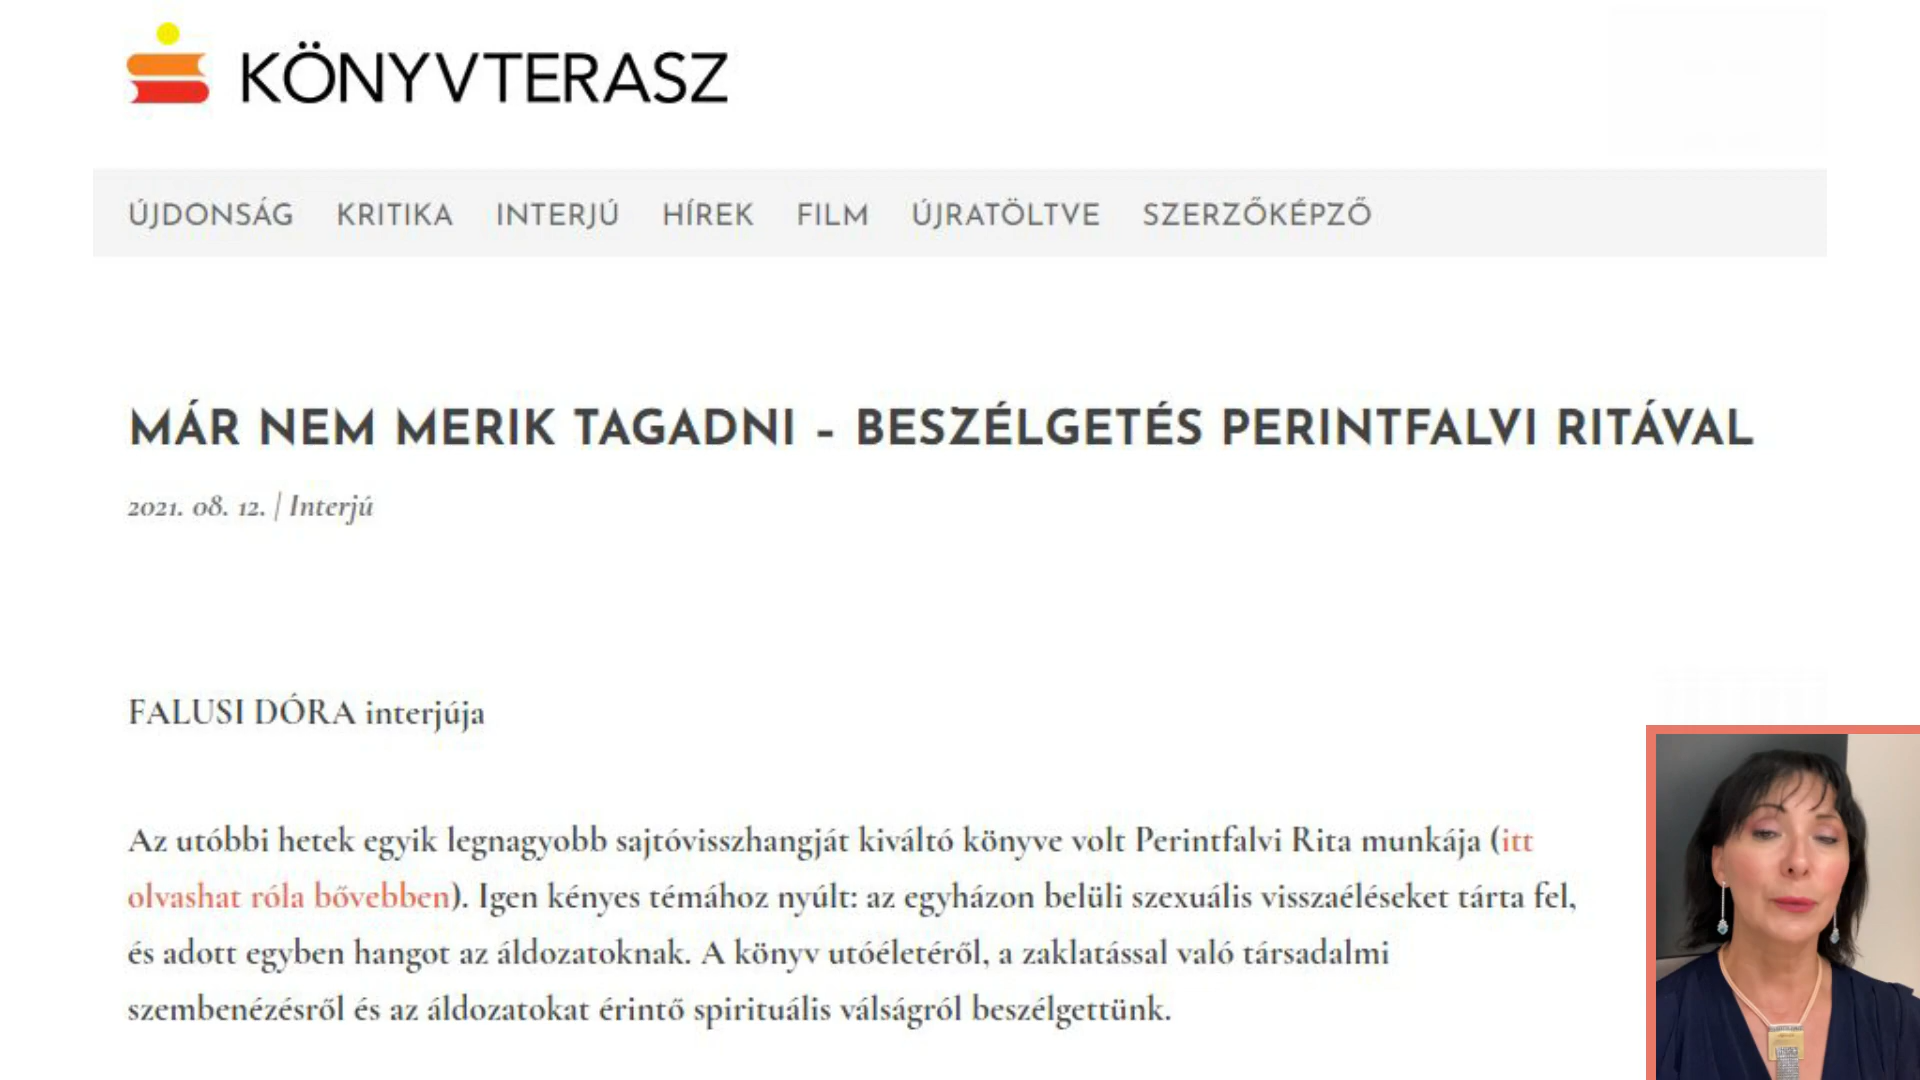 KÖNYVTERASZ
ÚJDONSÁG KRITIKA INTERJÚ HÍREK FILM ÚJRATÖLTVE SZERZŐKÉPZŐ
MÁR NEM MERIK TAGADNI – BESZÉLGETÉS PERINTFALVI RITÁVAL
2021. 08. 12. | Interjú
FALUSI DÓRA interjúja
Az utóbbi hetek egyik legnagyobb sajtóvisszhangját kiváltó könyve volt Perintfalvi Rita munkája (itt
olvashat róla bővebben). Igen kényes témához nyúlt: az egyházon belüli szexuális visszaéléseket tárta fel,
és adott egyben hangot az áldozatoknak. A könyv utóéletéről, a zaklatással való társadalmi
szembenézésről és az áldozatokat érintő spirituális válságról beszélgettünk.